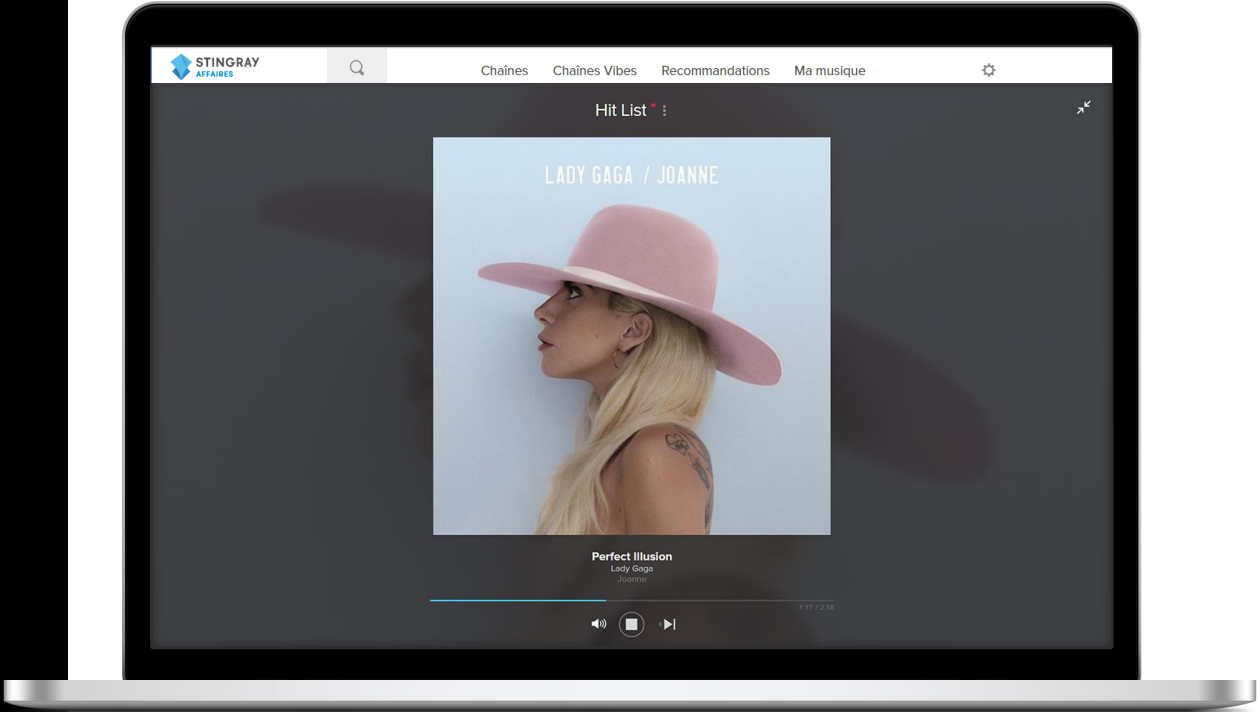 STINGRAY
AFFAIRES
Chaînes
Chaînes Vibes
Recommandations
Ma musique
Hit List
LADY GAGA / JOANNE
Perfect Illusion
Lady Gaga
Joanne
1:17 / 2:58